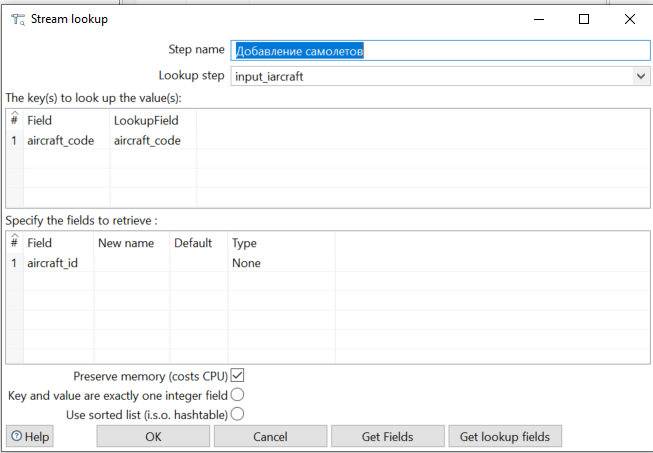 Stream lookup
Step name Добавление самолетов
Lookup step input_iarcraft
The key(s) to look up the value(s):
# Field LookupField
1 aircraft_code aircraft_code
Specify the fields to retrieve :
# Field New name Default Type
1 aircraft_id None
Preserve memory (costs CPU)
Key and value are exactly one integer field
Use sorted list (i.s.o. hashtable)
Help OK Cancel Get Fields Get lookup fields